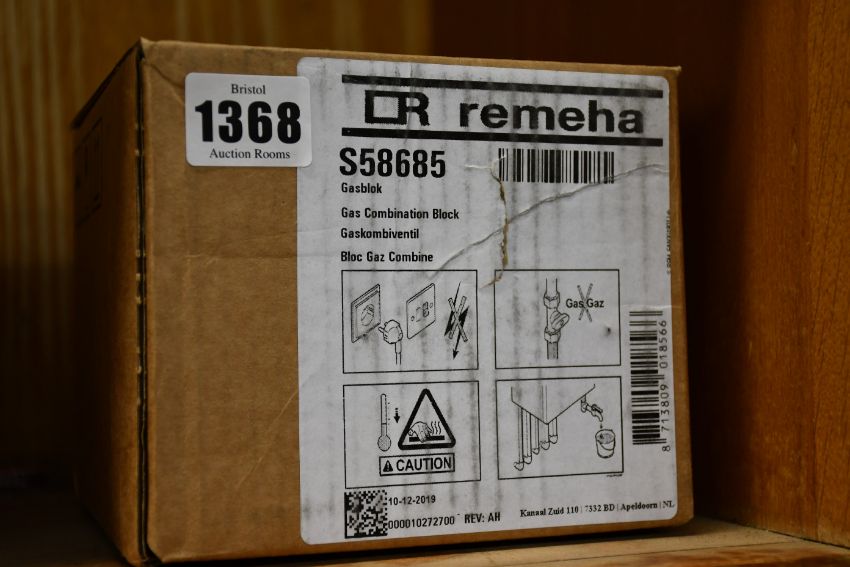 Bristol
1368
Auction Rooms
remeha
S58685
Gasblok
Gas Combination Block
Gaskombiventil
Bloc Gaz Combine
Gas Gaz
CAUTION
8 713809 018566
10-12-2019
000010272700 REV: AH
Kanaal Zuid 110 | 7332 BD | Apeldoorn | NL